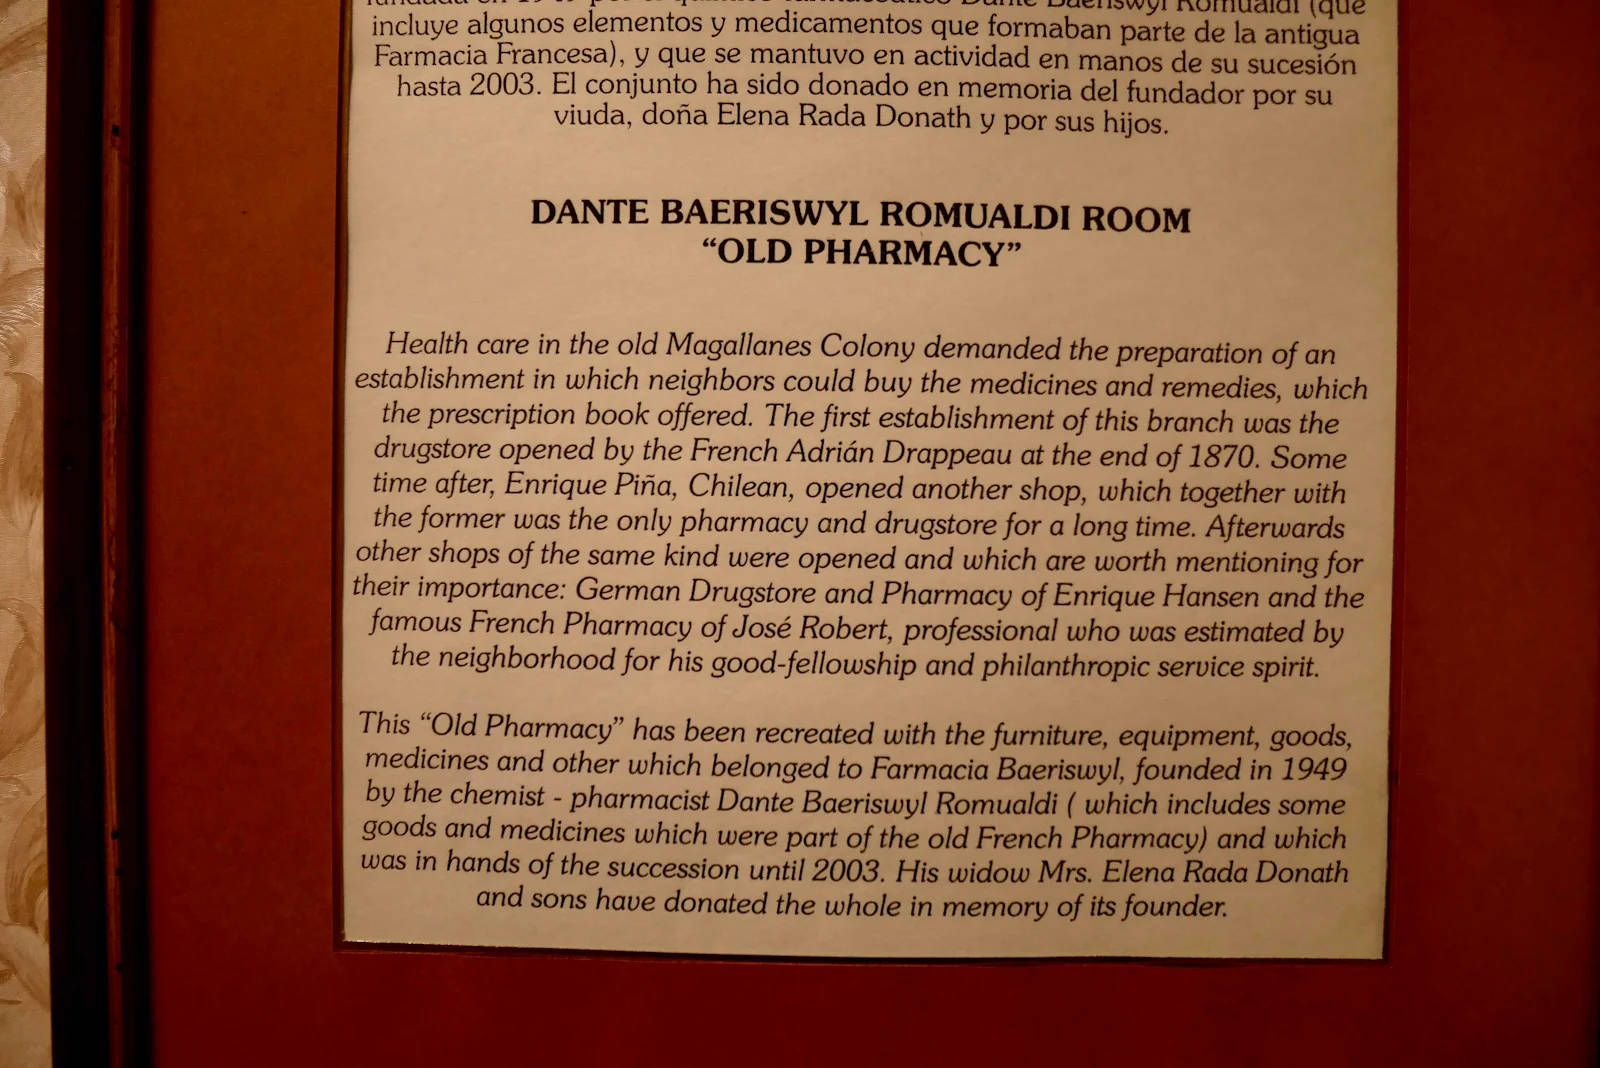 Dante Baeriswyl Romualdi (que
incluye algunos elementos y medicamentos que formaban parte de la antigua
Farmacia Francesa), y que se mantuvo en actividad en manos de su sucesión
hasta 2003. El conjunto ha sido donado en memoria del fundador por su
viuda, doña Elena Rada Donath y por sus hijos.
DANTE BAERISWYL ROMUALDI ROOM
“OLD PHARMACY”
Health care in the old Magallanes Colony demanded the preparation of an
establishment in which neighbors could buy the medicines and remedies, which
the prescription book offered. The first establishment of this branch was the
drugstore opened by the French Adrián Drappeau at the end of 1870. Some
time after, Enrique Piña, Chilean, opened another shop, which together with
the former was the only pharmacy and drugstore for a long time. Afterwards
other shops of the same kind were opened and which are worth mentioning for
their importance: German Drugstore and Pharmacy of Enrique Hansen and the
famous French Pharmacy of José Robert, professional who was estimated by
the neighborhood for his good-fellowship and philanthropic service spirit.
This “Old Pharmacy” has been recreated with the furniture, equipment, goods,
medicines and other which belonged to Farmacia Baeriswyl, founded in 1949
by the chemist - pharmacist Dante Baeriswyl Romualdi ( which includes some
goods and medicines which were part of the old French Pharmacy) and which
was in hands of the succession until 2003. His widow Mrs. Elena Rada Donath
and sons have donated the whole in memory of its founder.